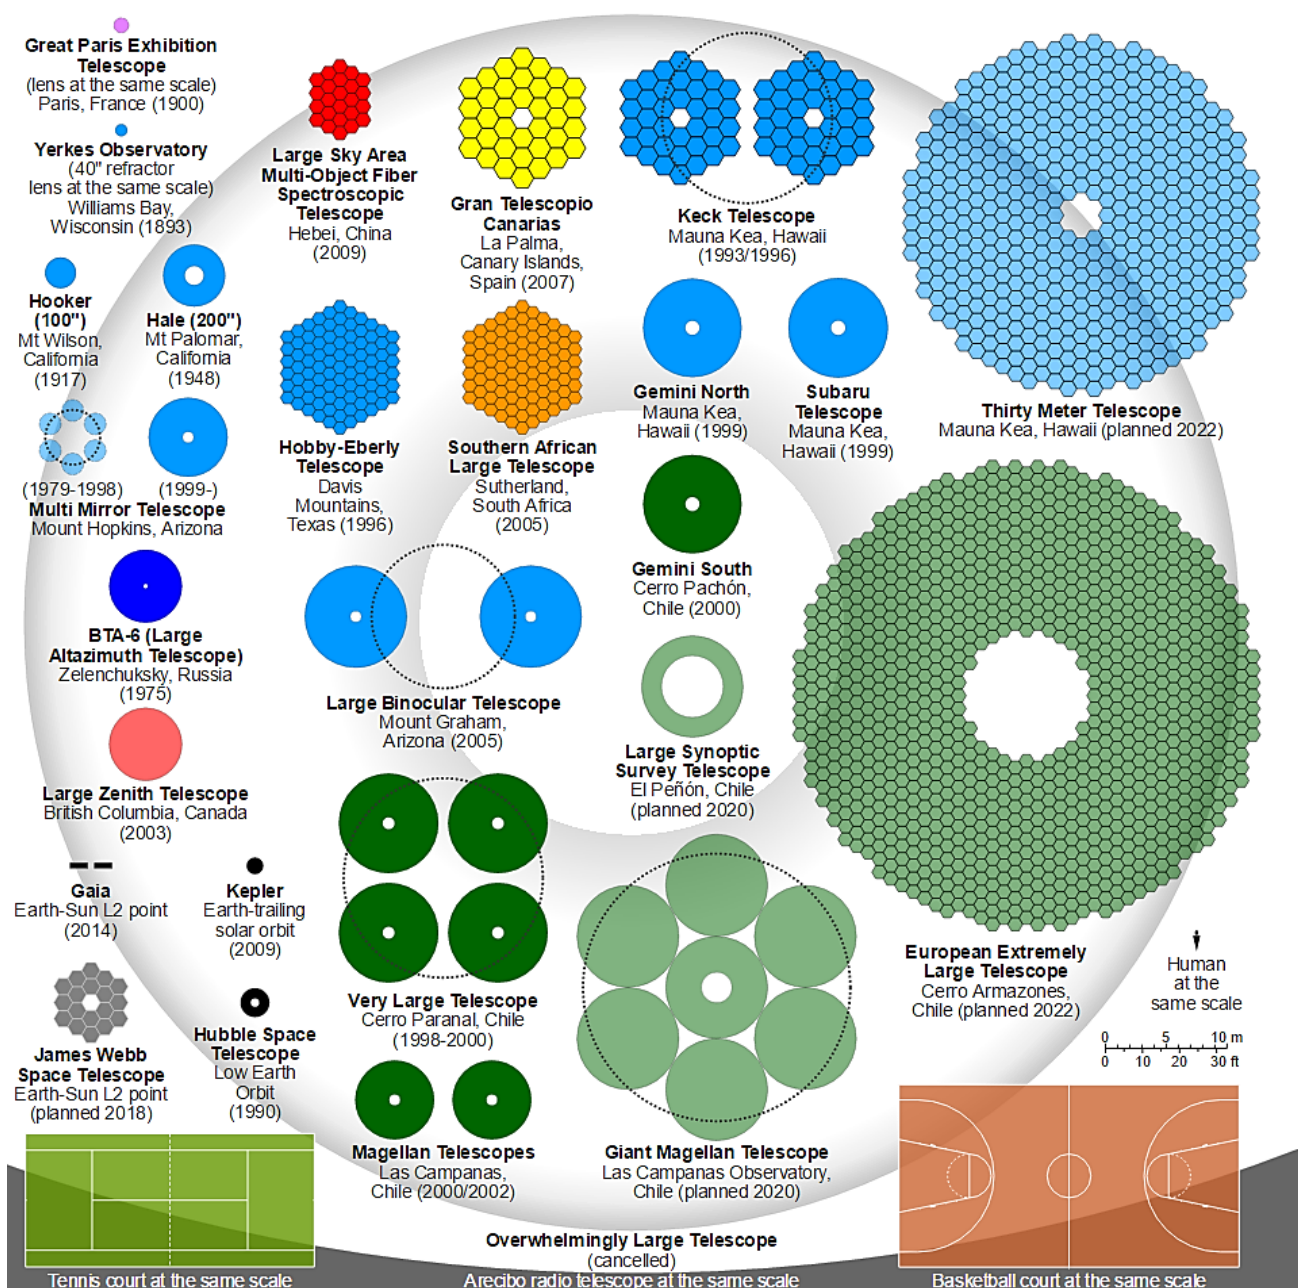 Great Paris Exhibition
Telescope
(lens at the same scale)
Paris, France (1900)
Yerkes Observatory
(40" refractor
lens at the same scale)
Williams Bay,
Wisconsin (1893)
Hooker
(100")
Mt Wilson,
California
(1917)
Hale (200")
Mt Palomar,
California
(1948)
(1979-1998)
(1999-)
Multi Mirror Telescope
Mount Hopkins, Arizona
BTA-6 (Large
Altazimuth Telescope)
Zelenchuksky, Russia
(1975)
Large Zenith Telescope
British Columbia, Canada
(2003)
Gaia
Earth-Sun L2 point
(2014)
Kepler
Earth-trailing
solar orbit
(2009)
James Webb
Space Telescope
Earth-Sun L2 point
(planned 2018)
Hubble Space
Telescope
Low Earth
Orbit
(1990)
Large Sky Area
Multi-Object Fiber
Spectroscopic
Telescope
Hebei, China
(2009)
Gran Telescopio
Canarias
La Palma,
Canary Islands,
Spain (2007)
Keck Telescope
Mauna Kea, Hawaii
(1993/1996)
Hobby-Eberly
Telescope
Davis
Mountains,
Texas (1996)
Southern African
Large Telescope
Sutherland,
South Africa
(2005)
Gemini North
Mauna Kea,
Hawaii (1999)
Subaru
Telescope
Mauna Kea,
Hawaii (1999)
Thirty Meter Telescope
Mauna Kea, Hawaii (planned 2022)
Gemini South
Cerro Pachón,
Chile (2000)
Large Binocular Telescope
Mount Graham,
Arizona (2005)
Large Synoptic
Survey Telescope
El Peñón, Chile
(planned 2020)
Very Large Telescope
Cerro Paranal, Chile
(1998-2000)
Magellan Telescopes
Las Campanas,
Chile (2000/2002)
Giant Magellan Telescope
Las Campanas Observatory,
Chile (planned 2020)
European Extremely
Large Telescope
Cerro Armazones,
Chile (planned 2022)
Human
at the
same scale
0 5 10 m
0 10 20 30 ft
Overwhelmingly Large Telescope
(cancelled)
Tennis court at the same scale
Arecibo radio telescope at the same scale
Basketball court at the same scale